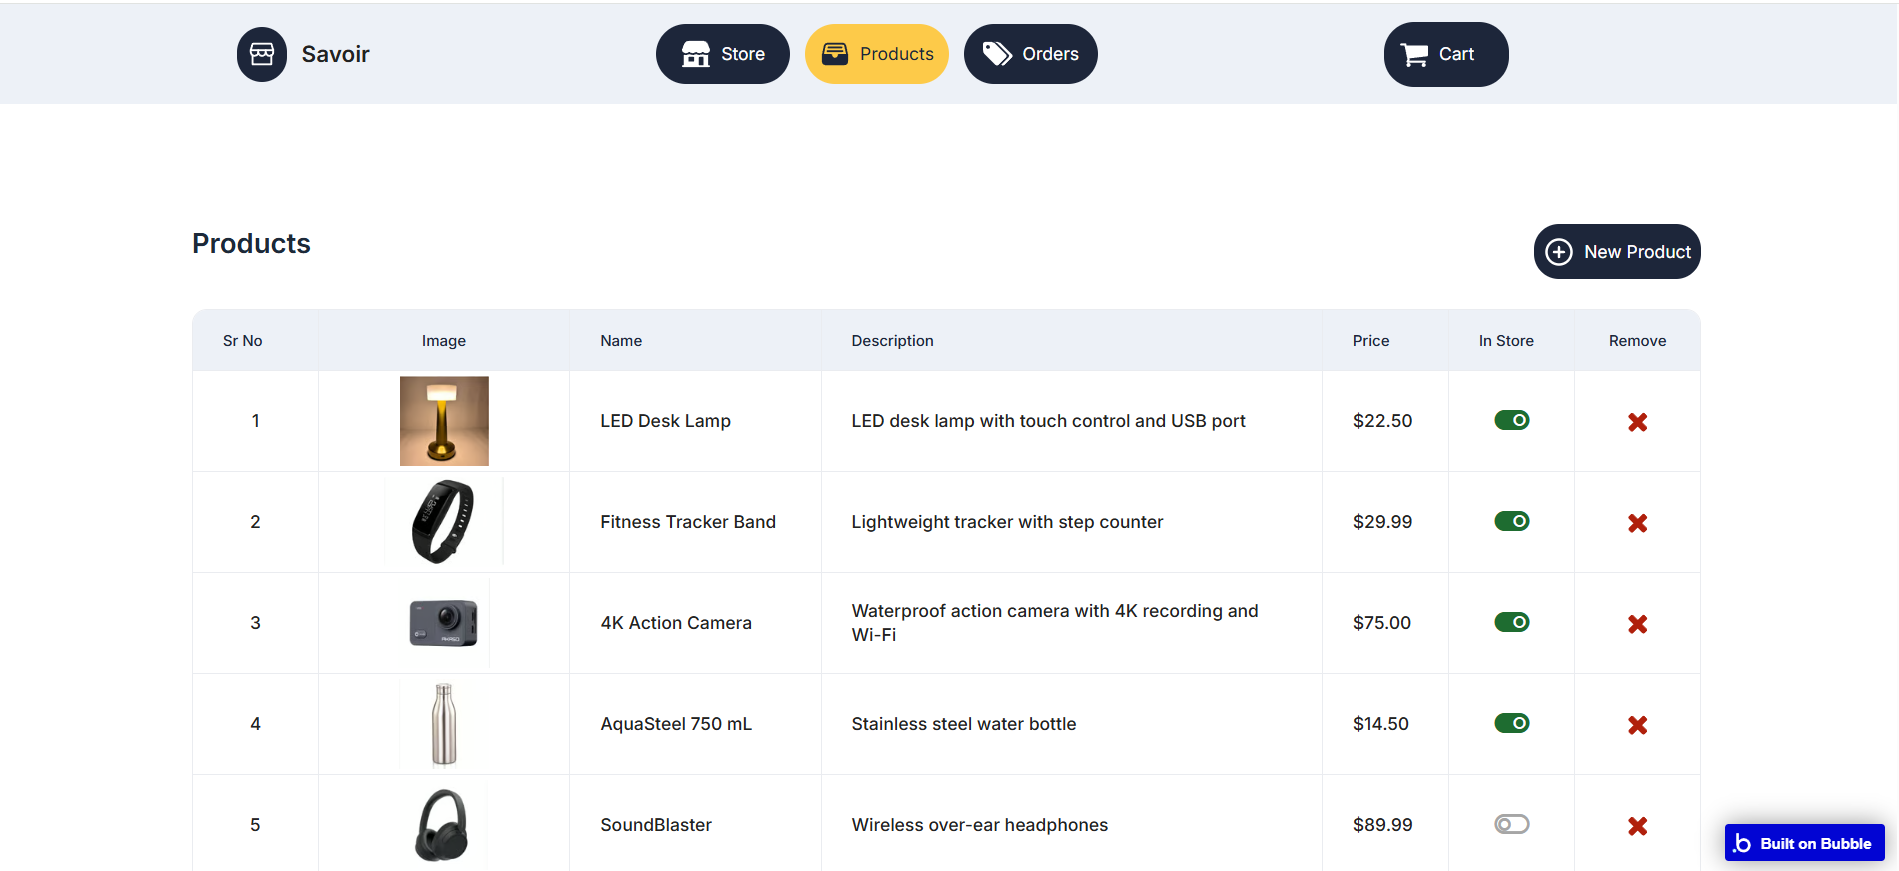 Savoir
Store
Products
Orders
Cart
Products
New Product
Sr No Image Name Description Price In Store Remove
1 LED Desk Lamp LED desk lamp with touch control and USB port $22.50
2 Fitness Tracker Band Lightweight tracker with step counter $29.99
3 4K Action Camera Waterproof action camera with 4K recording and
Wi-Fi $75.00
4 AquaSteel 750 mL Stainless steel water bottle $14.50
5 SoundBlaster Wireless over-ear headphones $89.99
.b Built on Bubble